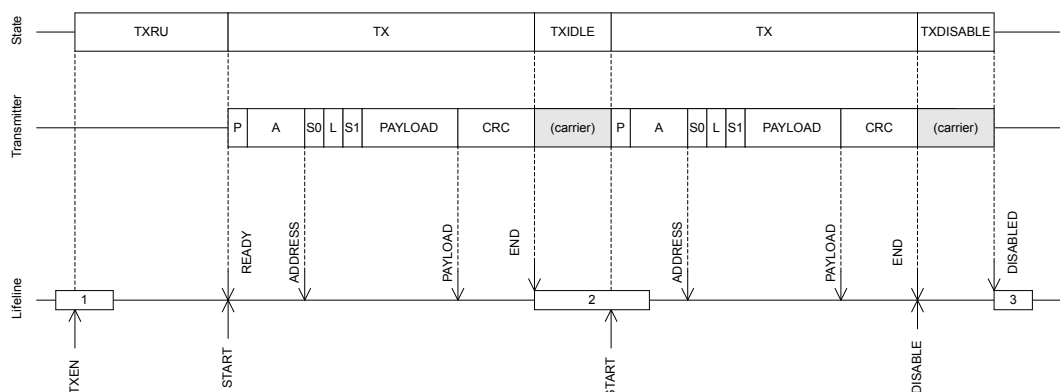 State
TXRU
TX
TXIDLE
TX
TXDISABLE
Transmitter
P
A
S0
L
S1
PAYLOAD
CRC
(carrier)
P
A
S0
L
S1
PAYLOAD
CRC
(carrier)
READY
ADDRESS
PAYLOAD
END
ADDRESS
PAYLOAD
END
DISABLED
Lifeline
1
2
3
TXEN
START
START
DISABLE